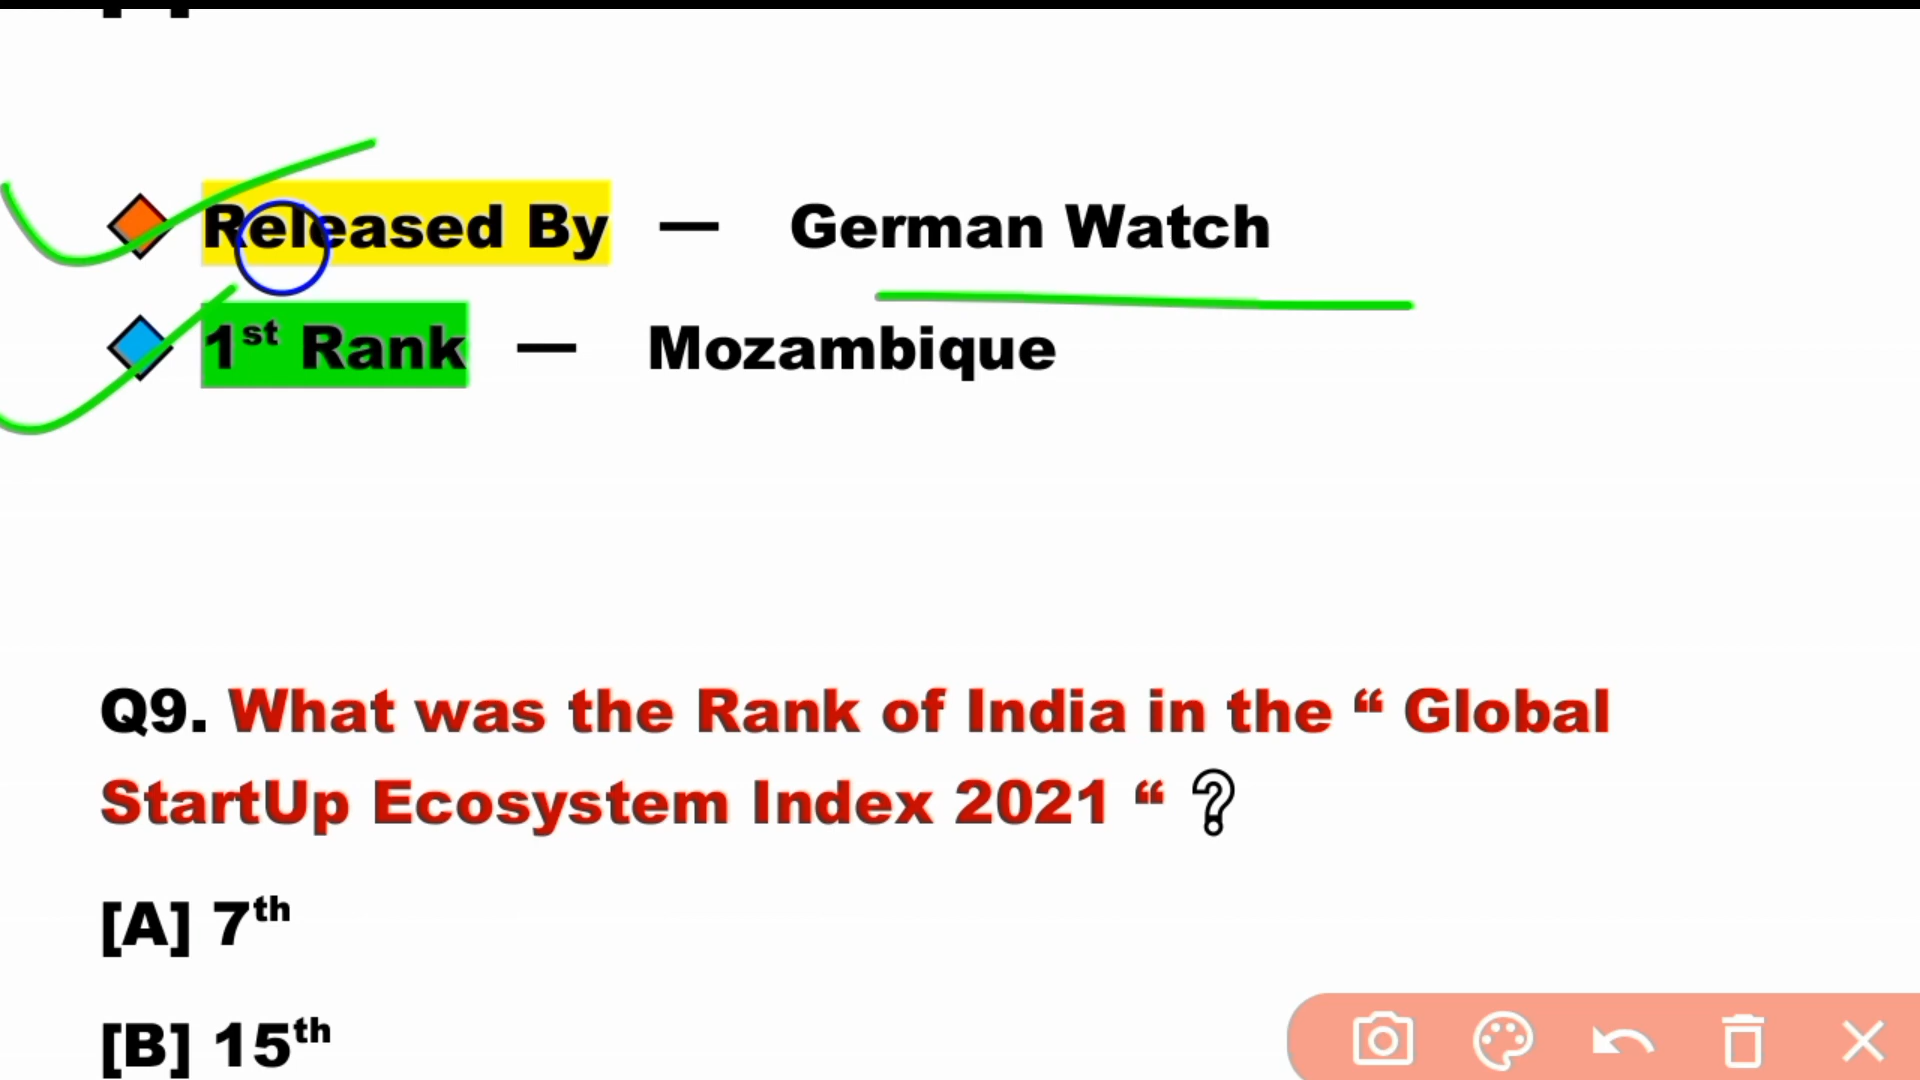 Released By — German Watch
1st Rank — Mozambique
Q9. What was the Rank of India in the “ Global
StartUp Ecosystem Index 2021 “ ?
[A] 7th
[B] 15th